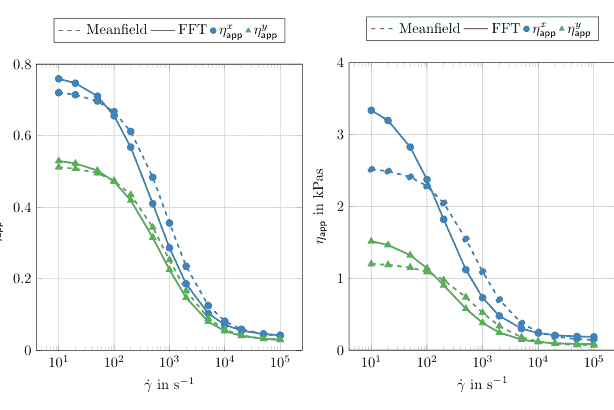 Meanfield FFT η^x_app η^y_app
Meanfield FFT η^x_app η^y_app
0.8
0.6
0.4
0.2
0
10^1 10^2 10^3 10^4 10^5
γ̇ in s^−1
4
3
2
1
0
η_app in kPas
10^1 10^2 10^3 10^4 10^5
γ̇ in s^−1